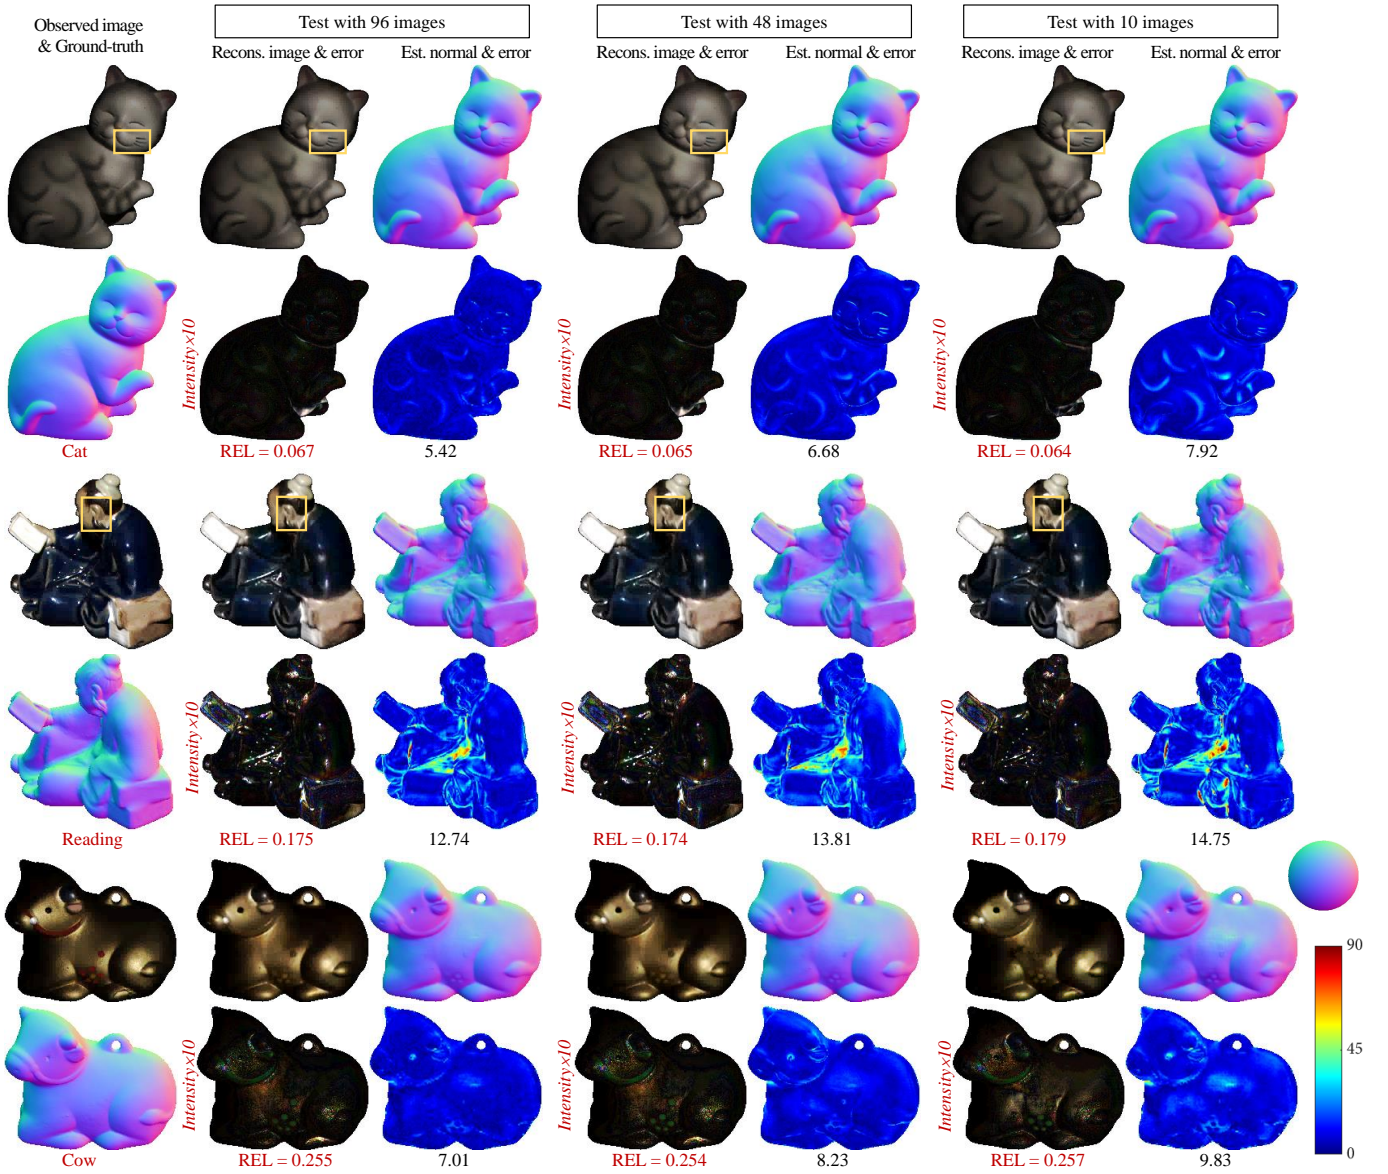 Observed image
& Ground-truth
Test with 96 images
Test with 48 images
Test with 10 images
Recons. image & error
Est. normal & error
Recons. image & error
Est. normal & error
Recons. image & error
Est. normal & error
Intensity×10
Intensity×10
Intensity×10
Cat
REL = 0.067
5.42
REL = 0.065
6.68
REL = 0.064
7.92
Intensity×10
Intensity×10
Intensity×10
Reading
REL = 0.175
12.74
REL = 0.174
13.81
REL = 0.179
14.75
Intensity×10
Intensity×10
Intensity×10
Cow
REL = 0.255
7.01
REL = 0.254
8.23
REL = 0.257
9.83
90
45
0